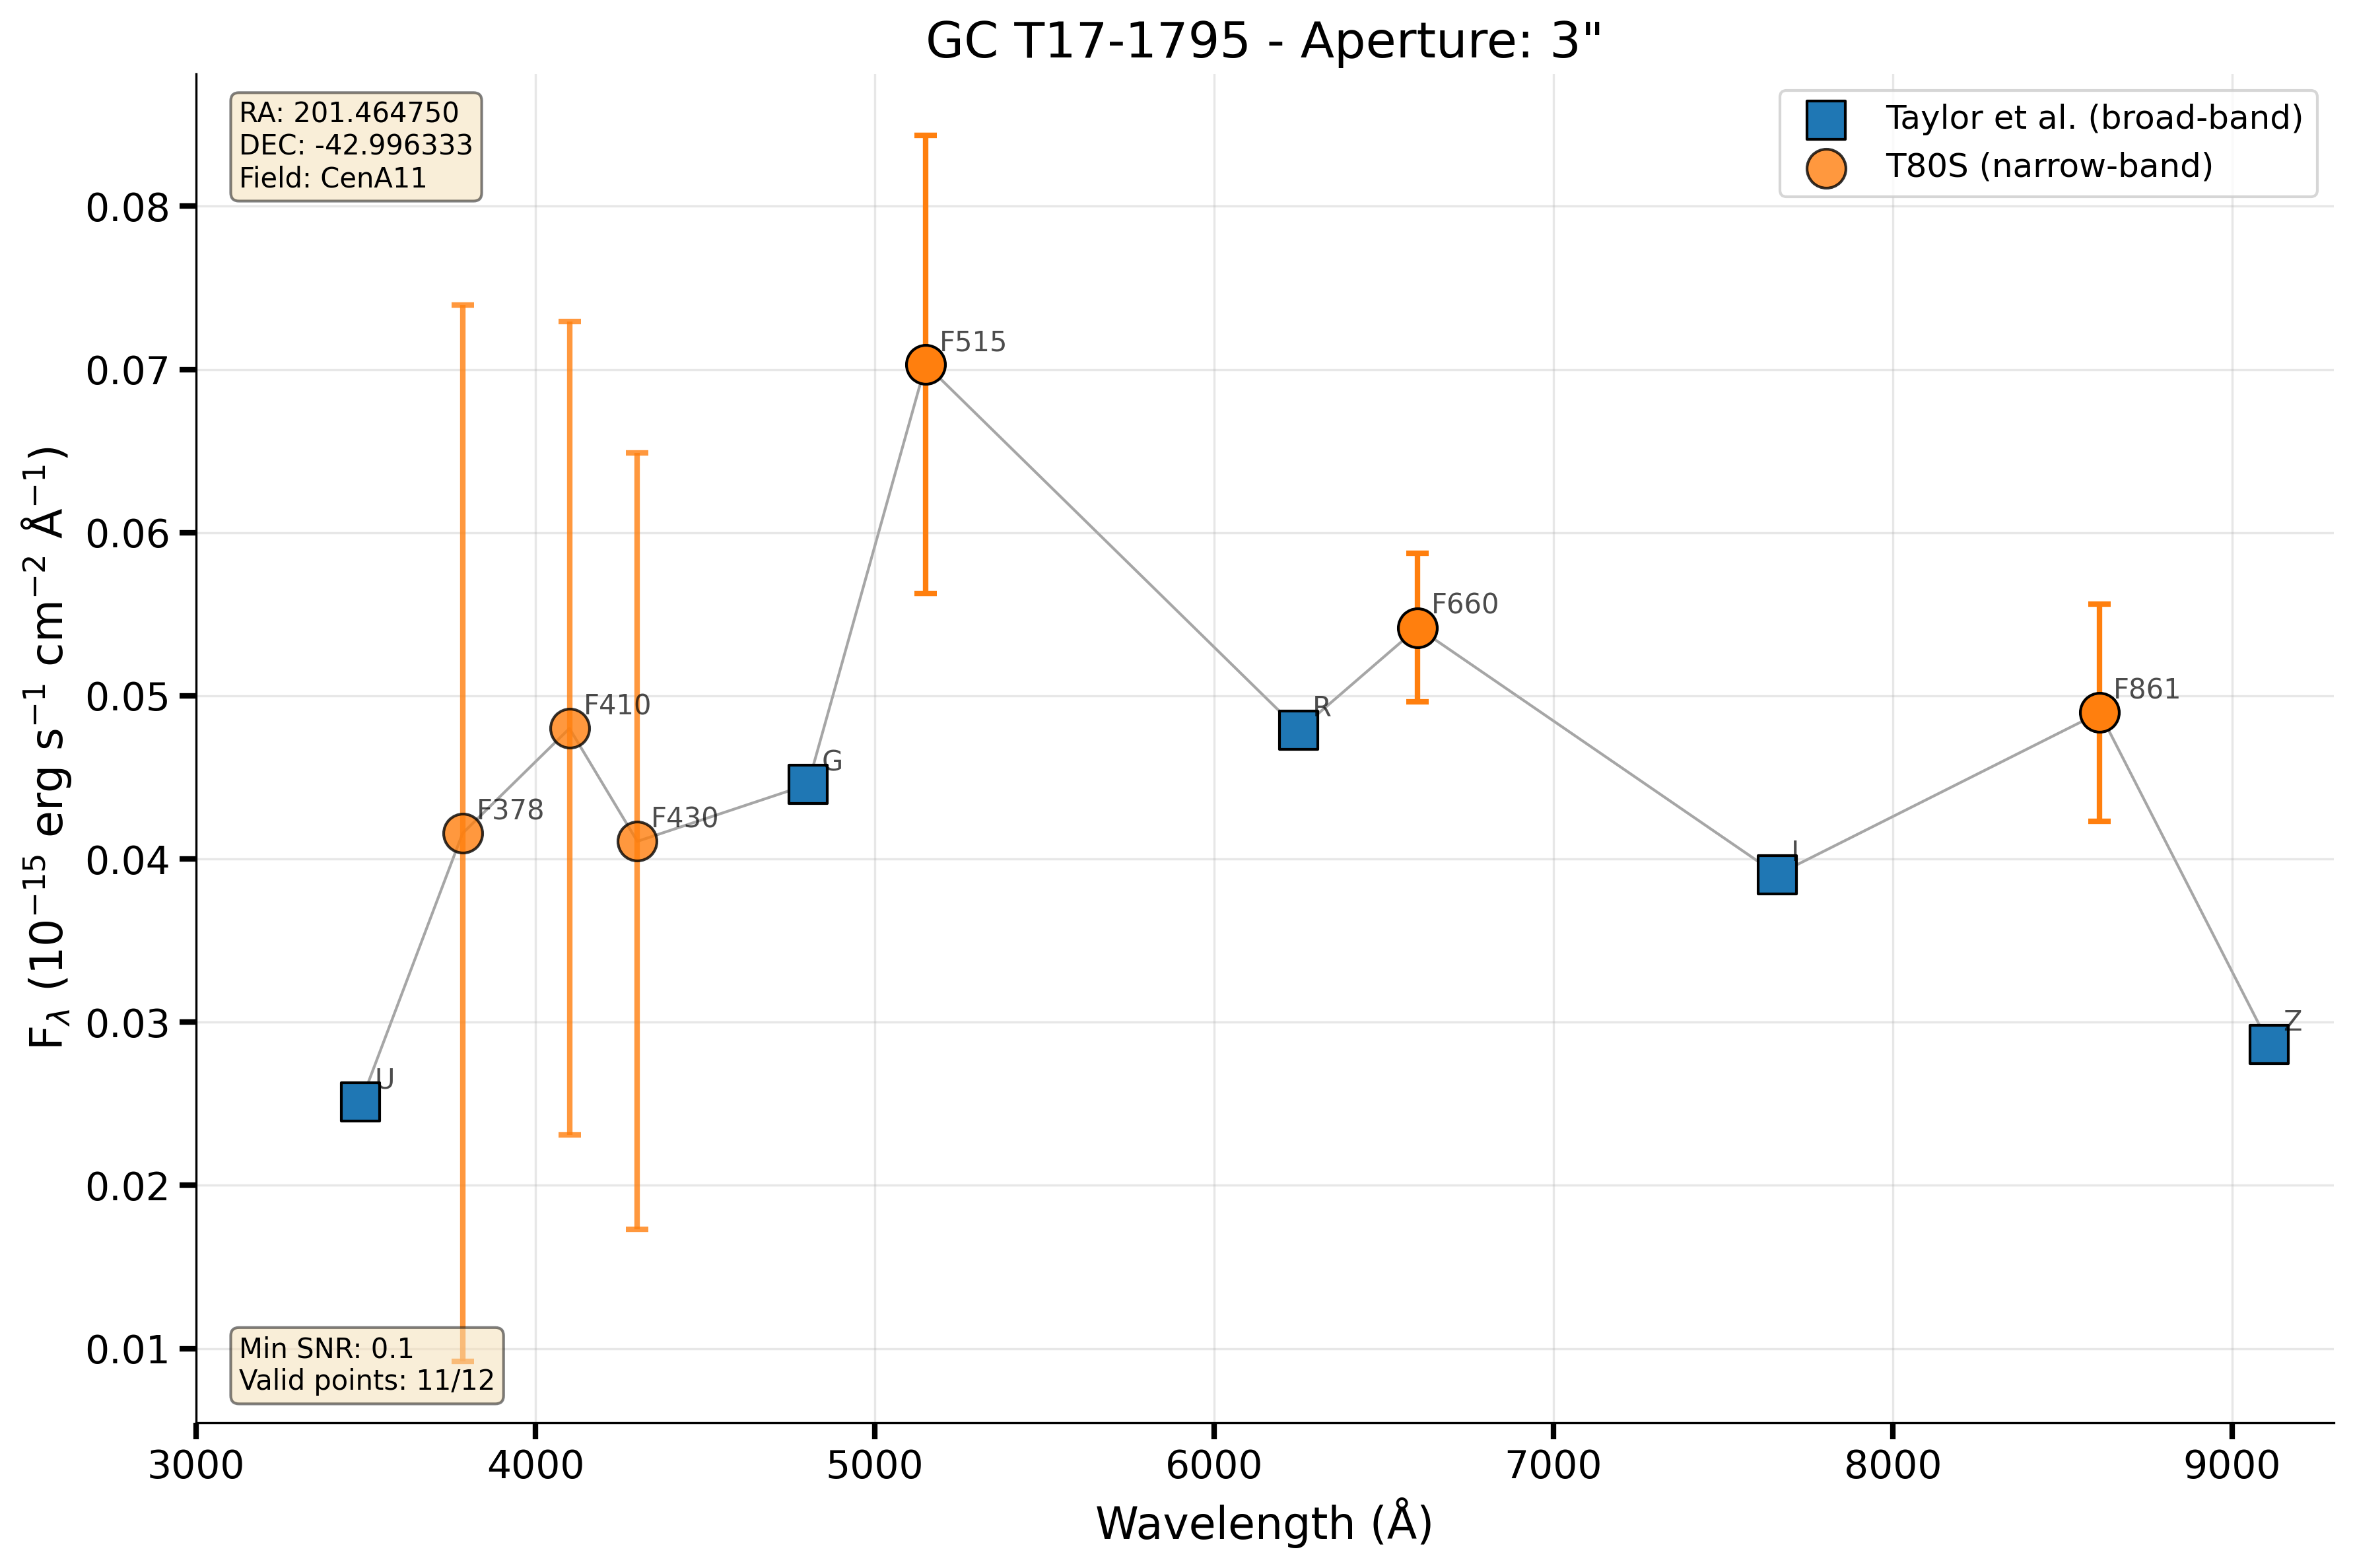 GC T17-1795 - Aperture: 3"
RA: 201.464750
DEC: -42.996333
Field: CenA11
Taylor et al. (broad-band)
T80S (narrow-band)
F_λ (10⁻¹⁵ erg s⁻¹ cm⁻² Å⁻¹)
0.08
0.07
0.06
0.05
0.04
0.03
0.02
0.01
F515
F660
F861
F410
R
G
F378
F430
I
U
Z
Min SNR: 0.1
Valid points: 11/12
3000 4000 5000 6000 7000 8000 9000
Wavelength (Å)